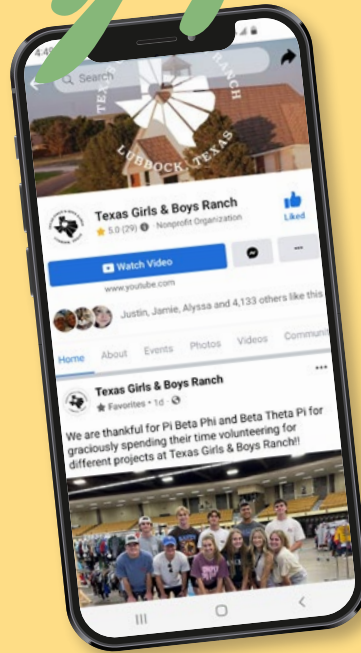 4:49
Search
TEXAS
RANCH
LUBBOCK, TEXAS
Texas Girls & Boys Ranch
5.0 (29) Nonprofit Organization
Liked
Watch Video
www.youtube.com
Justin, Jamie, Alyssa and 4,133 others like this
Home About Events Photos Videos Communit
Texas Girls & Boys Ranch
Favorites • 1d
We are thankful for Pi Beta Phi and Beta Theta Pi for
graciously spending their time volunteering for
different projects at Texas Girls & Boys Ranch!!